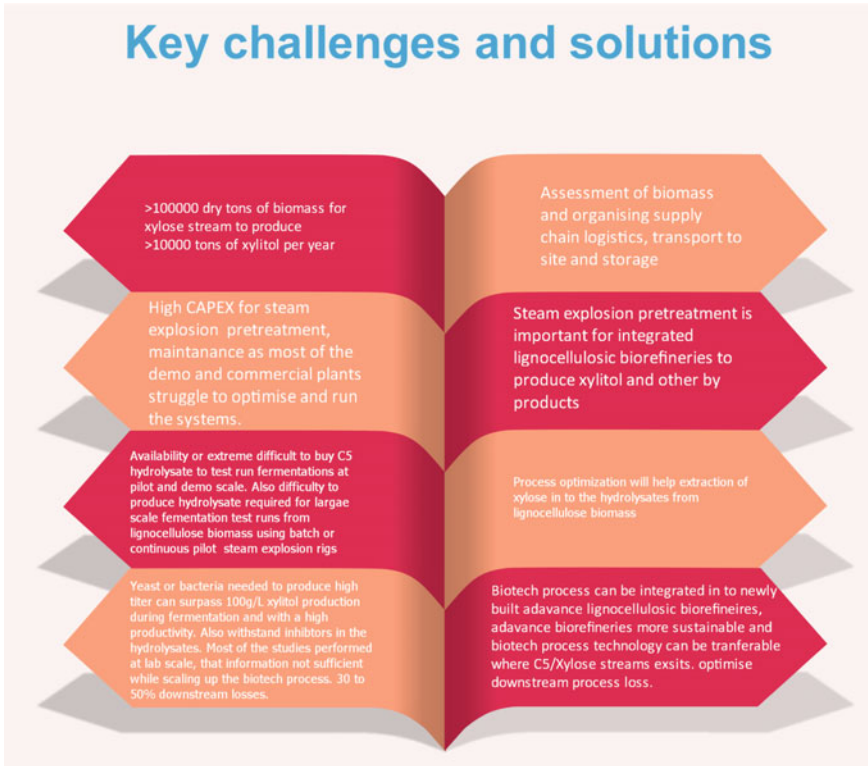 Key challenges and solutions
>100000 dry tons of biomass for
xylose stream to produce
>10000 tons of xylitol per year
Assessment of biomass
and organising supply
chain logistics, transport to
site and storage
High CAPEX for steam
explosion pretreatment,
maintanance as most of the
demo and commercial plants
struggle to optimise and run
the systems.
Steam explosion pretreatment is
important for integrated
lignocellulosic biorefineries to
produce xylitol and other by
products
Availability or extreme difficult to buy C5
hydrolysate to test run fermentations at
pilot and demo scale. Also difficulty to
produce hydrolysate required for largae
scale fementation test runs from
lignocellulose biomass using batch or
continuous pilot steam explosion rigs
Process optimization will help extraction of
xylose in to the hydrolysates from
lignocellulose biomass
Yeast or bacteria needed to produce high
titer can surpass 100g/L xylitol production
during fermentation and with a high
productivity. Also withstand inhibtors in the
hydrolysates. Most of the studies performed
at lab scale, that information not sufficient
while scaling up the biotech process. 30 to
50% downstream losses.
Biotech process can be integrated in to newly
built adavance lignocellulosic biorefineires,
adavance biorefineries more sustainable and
biotech process technology can be tranferable
where C5/Xylose streams exsits. optimise
downstream process loss.